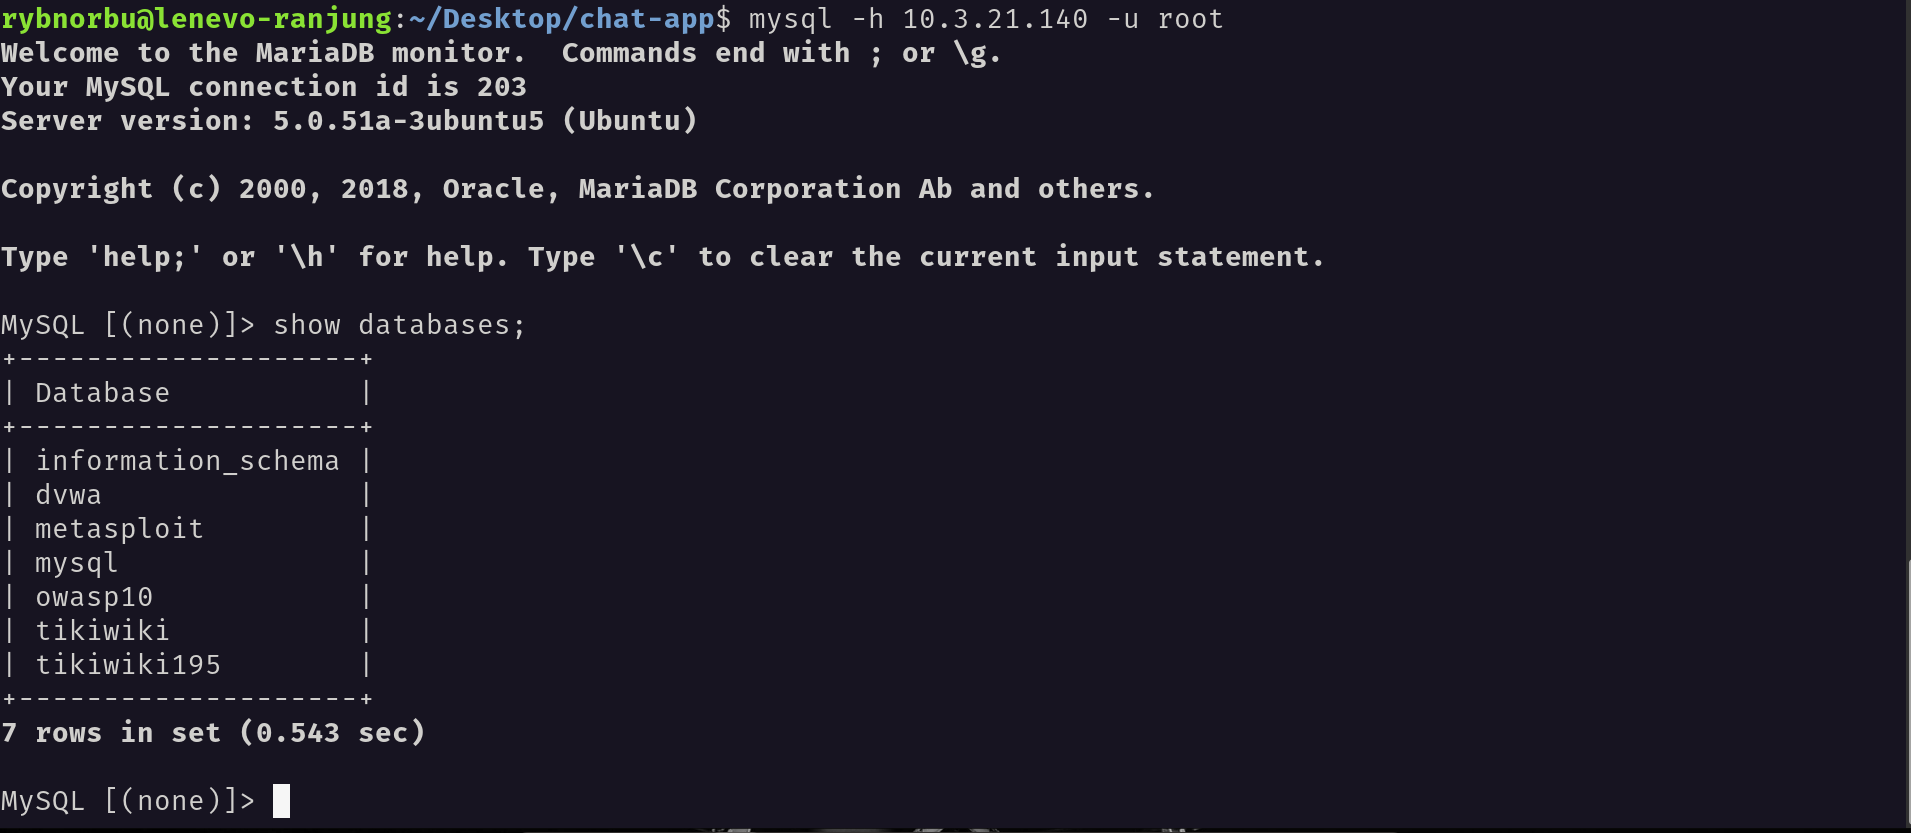 rybnorbu@lenevo-ranjung:~/Desktop/chat-app$ mysql -h 10.3.21.140 -u root
Welcome to the MariaDB monitor.  Commands end with ; or \g.
Your MySQL connection id is 203
Server version: 5.0.51a-3ubuntu5 (Ubuntu)

Copyright (c) 2000, 2018, Oracle, MariaDB Corporation Ab and others.

Type 'help;' or '\h' for help. Type '\c' to clear the current input statement.

MySQL [(none)]> show databases;
+--------------------+
| Database           |
+--------------------+
| information_schema |
| dvwa               |
| metasploit         |
| mysql              |
| owasp10            |
| tikiwiki           |
| tikiwiki195        |
+--------------------+
7 rows in set (0.543 sec)

MySQL [(none)]>